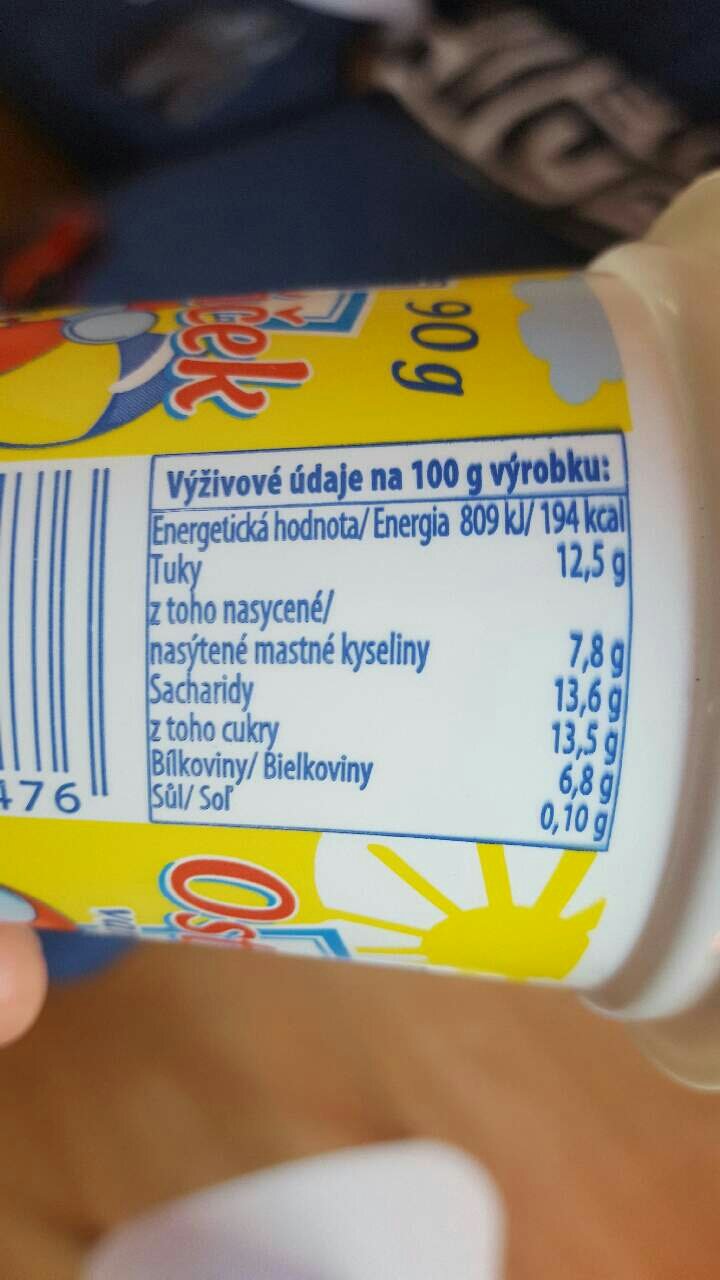 90 g
Výživové údaje na 100 g výrobku:
Energetická hodnota/ Energia 809 kJ/ 194 kcal
Tuky 12,5 g
z toho nasycené/
nasýtené mastné kyseliny 7,8 g
Sacharidy 13,6 g
z toho cukry 13,5 g
Bílkoviny/ Bielkoviny 6,8 g
Sůl/ Soľ 0,10 g
476